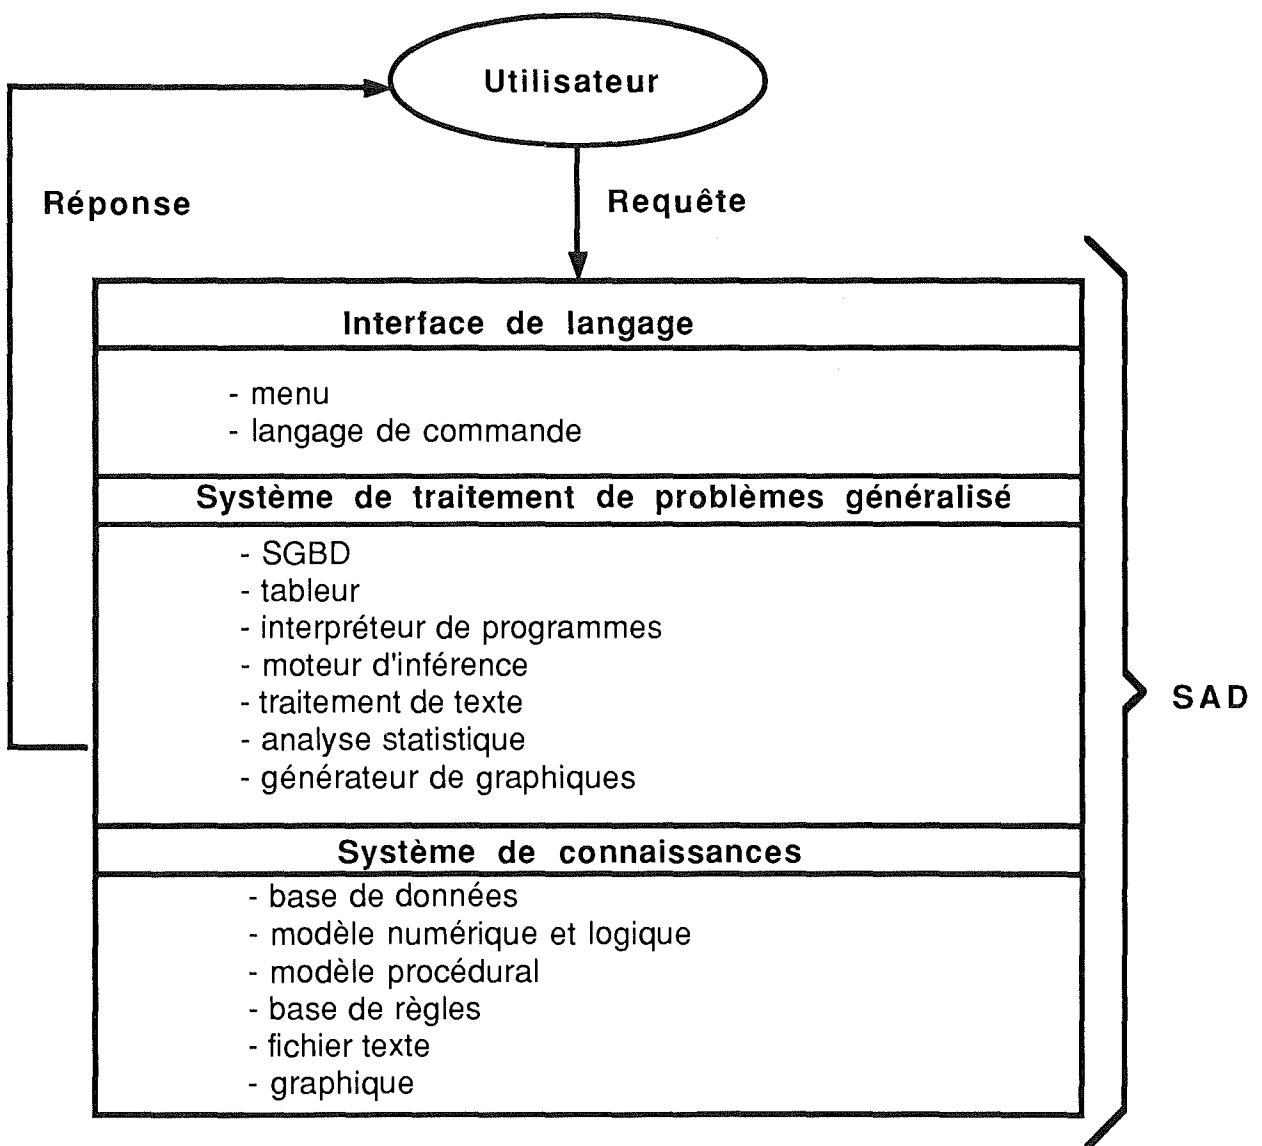 Utilisateur
Réponse
Requête
Interface de langage
- menu
- langage de commande
Système de traitement de problèmes généralisé
- SGBD
- tableur
- interpréteur de programmes
- moteur d'inférence
- traitement de texte
- analyse statistique
- générateur de graphiques
SAD
Système de connaissances
- base de données
- modèle numérique et logique
- modèle procédural
- base de règles
- fichier texte
- graphique